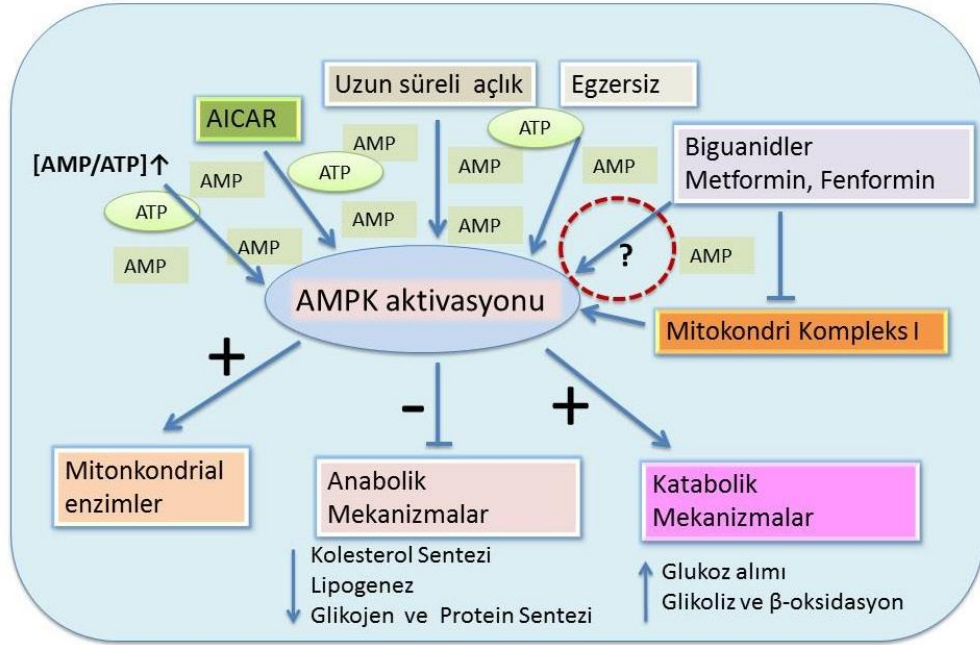 Uzun süreli açlık
Egzersiz
AICAR
ATP
AMP
Biguanidler
Metformin, Fenformin
[AMP/ATP]↑
AMP
ATP
AMP
AMP
ATP
AMP
AMP
AMP
AMP
?
AMP
AMPK aktivasyonu
Mitokondri Kompleks I
+
-
+
Mitonkondrial
enzimler
Anabolik
Mekanizmalar
Katabolik
Mekanizmalar
Kolesterol Sentezi
Lipogenez
Glikojen ve Protein Sentezi
Glukoz alımı
Glikoliz ve β-oksidasyon